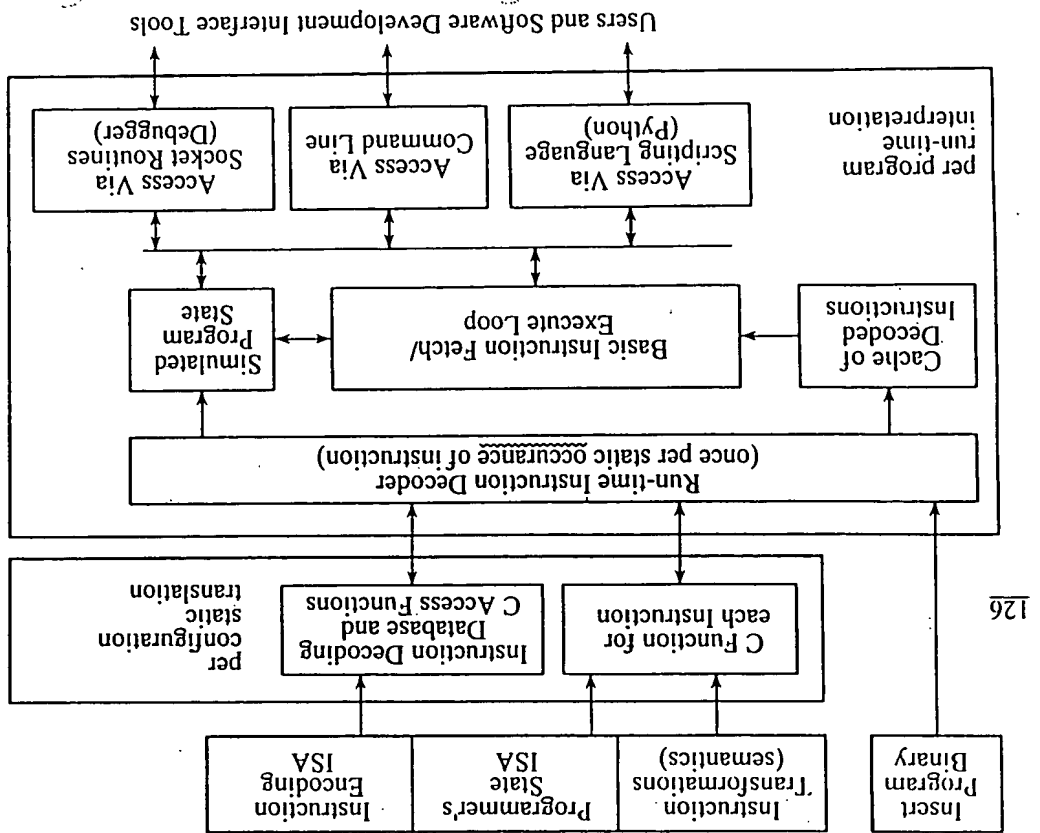 Insert
Program
Binary
Instruction
Transformations
(semantics)
Programmer's
State
ISA
Instruction
Encoding
ISA
126
C Function for
each Instruction
Instruction Decoding
Database and
C Access Functions
per
configuration
static
translation
Run-time Instruction Decoder
(once per static occurance of instruction)
Cache of
Decoded
Instructions
Basic Instruction Fetch/
Execute Loop
Simulated
Program
State
Access Via
Scripting Language
(Python)
Access Via
Command Line
Access Via
Socket Routines
(Debugger)
per program
run-time
interpretation
Users and Software Development Interface Tools